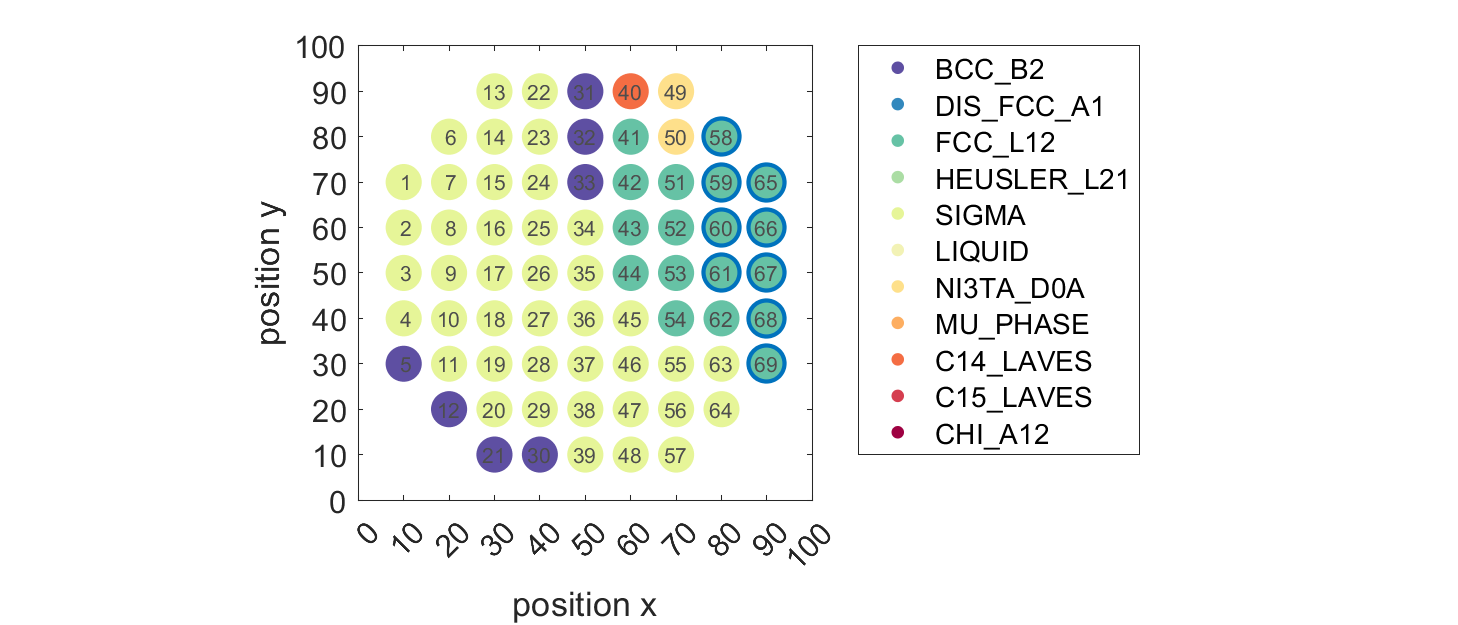 100
90 13 22 31 40 49
80 6 14 23 32 41 50 58
70 1 7 15 24 33 42 51 59 65
60 2 8 16 25 34 43 52 60 66
50 3 9 17 26 35 44 53 61 67
40 4 10 18 27 36 45 54 62 68
30 5 11 19 28 37 46 55 63 69
20 12 20 29 38 47 56 64
10 21 30 39 48 57
0
0 10 20 30 40 50 60 70 80 90 100
position x
position y
BCC_B2
DIS_FCC_A1
FCC_L12
HEUSLER_L21
SIGMA
LIQUID
NI3TA_D0A
MU_PHASE
C14_LAVES
C15_LAVES
CHI_A12